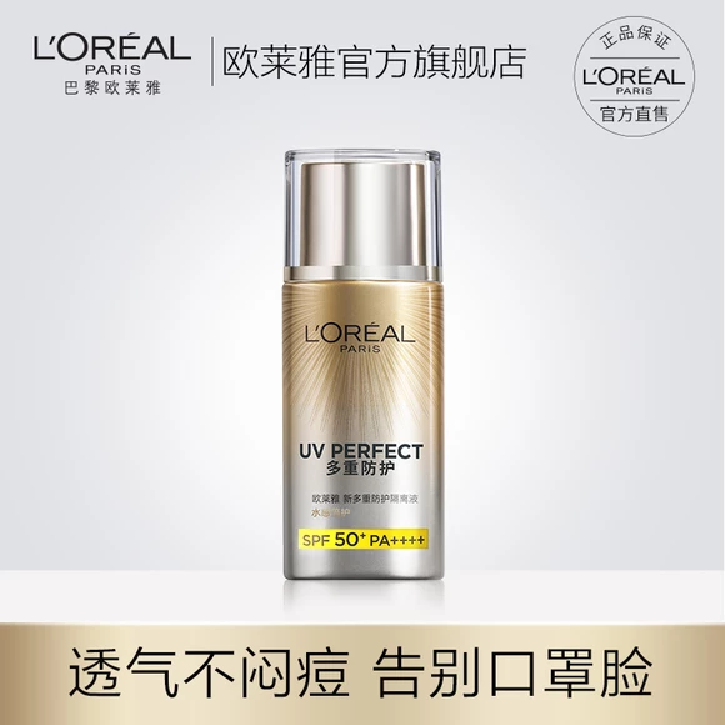 L'ORÉAL
PARIS
巴黎欧莱雅
欧莱雅官方旗舰店
正品保证
L'ORÉAL
PARIS
官方直售
L'ORÉAL
PARIS
UV PERFECT
多重防护
欧莱雅 新多重防护隔离液
SPF 50+ PA++++
透气不闷痘 告别口罩脸